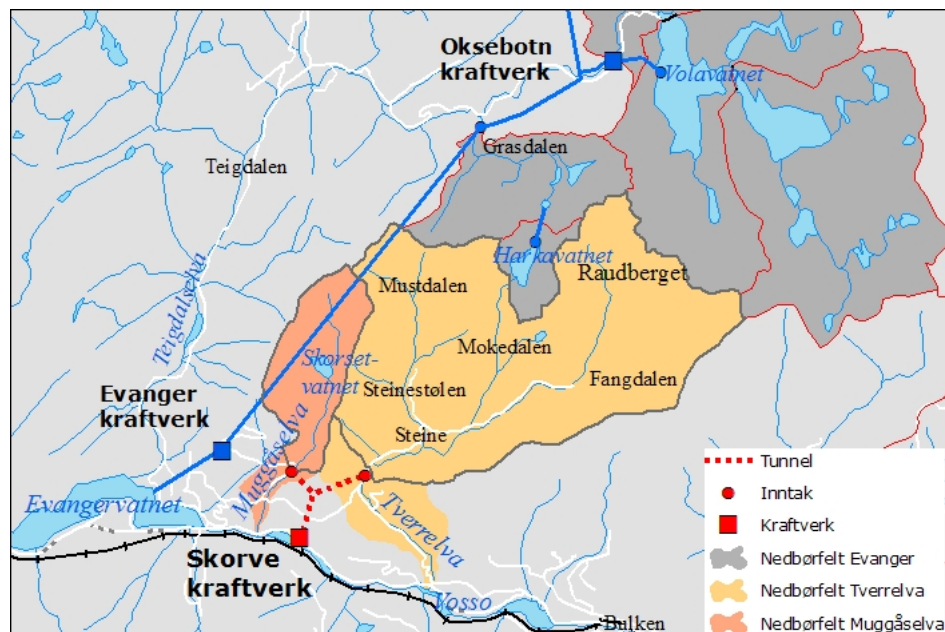 Oksebotn
kraftverk
Volavatnet
Grasdalen
Teigdalen
Harkavatnet
Raudberget
Mustdalen
Teigdalselva
Mokedalen
Skorset-
vatnet
Steinestølen
Fangdalen
Evanger
kraftverk
Steine
Muggåselva
Evangervatnet
Tverrelva
Skorve
kraftverk
Vosso
Bulken
Tunnel
Inntak
Kraftverk
Nedbørfelt Evanger
Nedbørfelt Tverrelva
Nedbørfelt Muggåselva